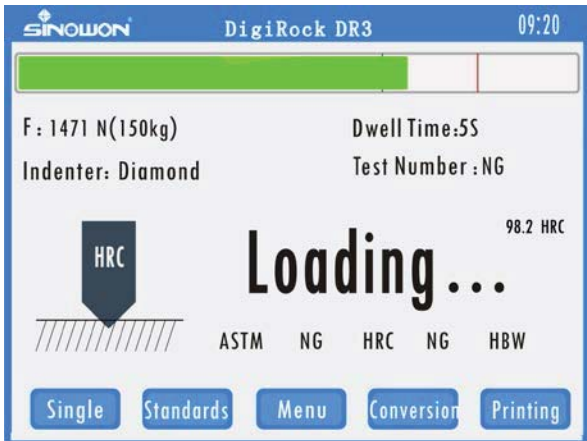 SINOWON DigiRock DR3 09:20
F: 1471 N(150kg) Dwell Time:5S
Indenter: Diamond Test Number :NG
98.2 HRC
HRC Loading...
ASTM NG HRC NG HBW
Single Standards Menu Conversion Printing